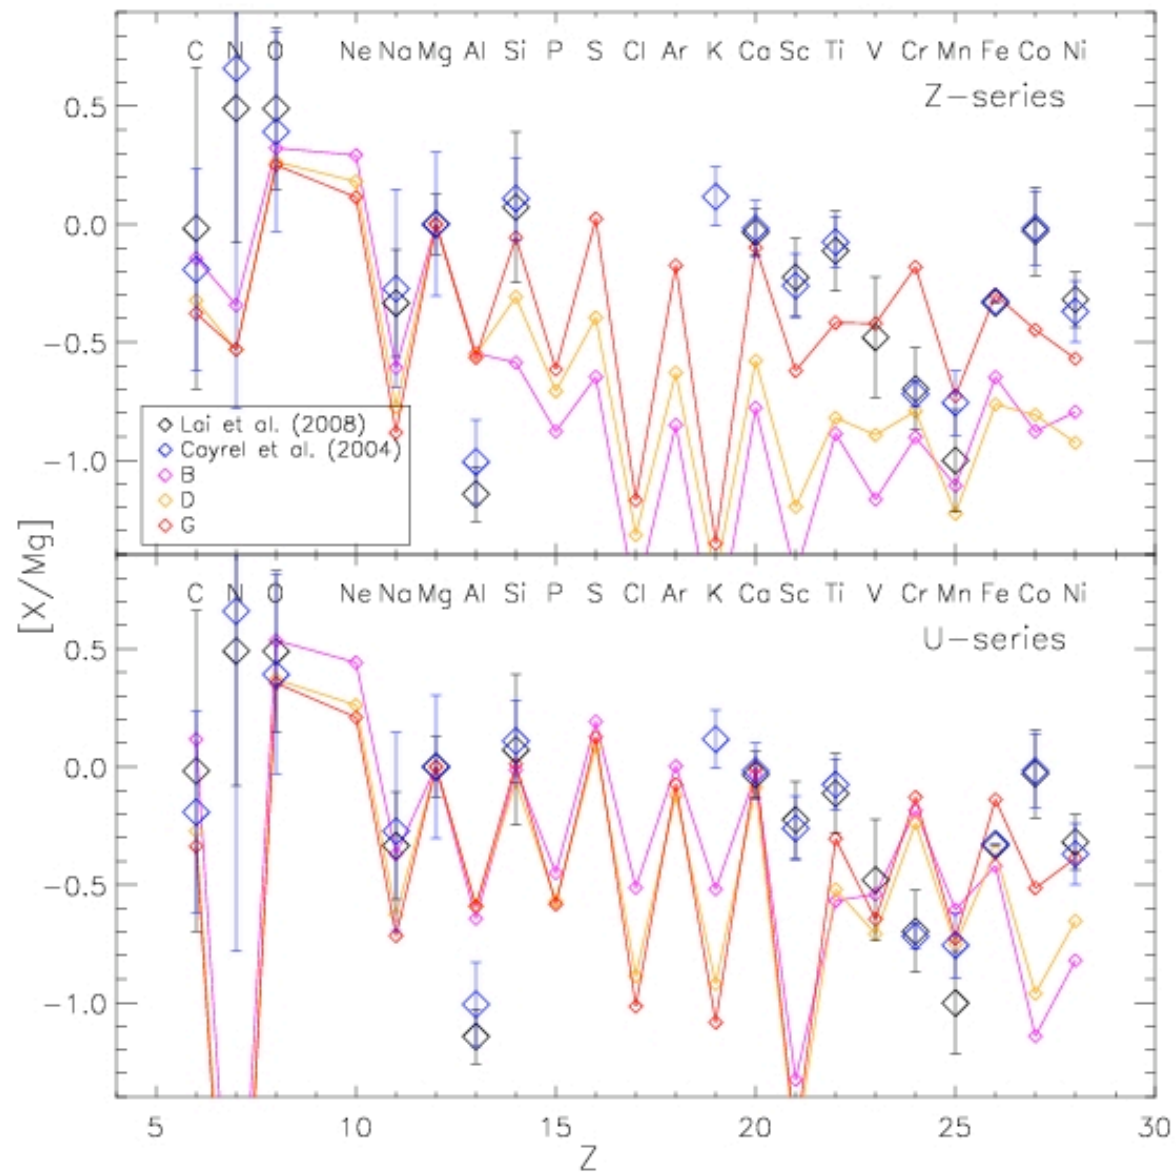 C N O Ne Na Mg Al Si P S Cl Ar K Ca Sc Ti V Cr Mn Fe Co Ni
Z-series
0.5
0.0
-0.5
-1.0
Lai et al. (2008)
Cayrel et al. (2004)
B
D
G
[X/Mg]
C N O Ne Na Mg Al Si P S Cl Ar K Ca Sc Ti V Cr Mn Fe Co Ni
U-series
0.5
0.0
-0.5
-1.0
5 10 15 20 25 30
Z